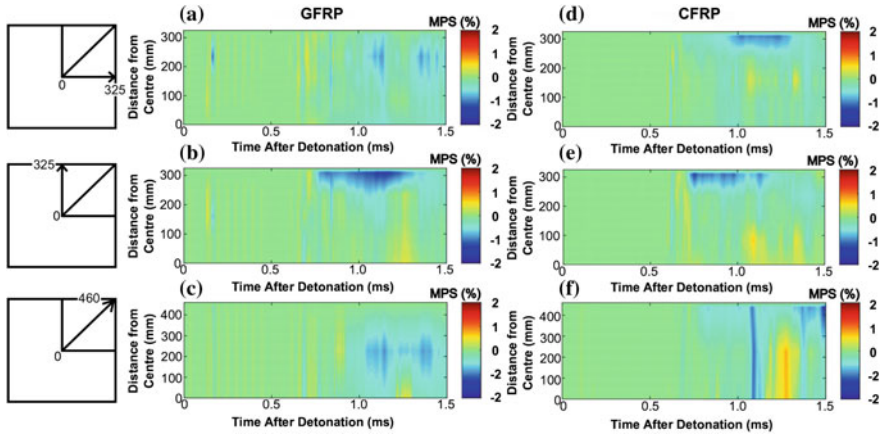 GFRP
CFRP
(a)
MPS (%)
Distance from
Centre (mm)
300
200
100
0
0
0.5
1.0
1.5
Time After Detonation (ms)
2
1
0
-1
-2
0
325
(d)
MPS (%)
Distance from
Centre (mm)
300
200
100
0
0
0.5
1.0
1.5
Time After Detonation (ms)
2
1
0
-1
-2
(b)
MPS (%)
325
0
Distance from
Centre (mm)
300
200
100
0
0
0.5
1.0
1.5
Time After Detonation (ms)
2
1
0
-1
-2
(e)
MPS (%)
Distance from
Centre (mm)
300
200
100
0
0
0.5
1.0
1.5
Time After Detonation (ms)
2
1
0
-1
-2
(c)
MPS (%)
460
0
Distance from
Centre (mm)
400
300
200
100
0
0
0.5
1.0
1.5
Time After Detonation (ms)
2
1
0
-1
-2
(f)
MPS (%)
Distance from
Centre (mm)
400
300
200
100
0
0
0.5
1.0
1.5
Time After Detonation (ms)
2
1
0
-1
-2